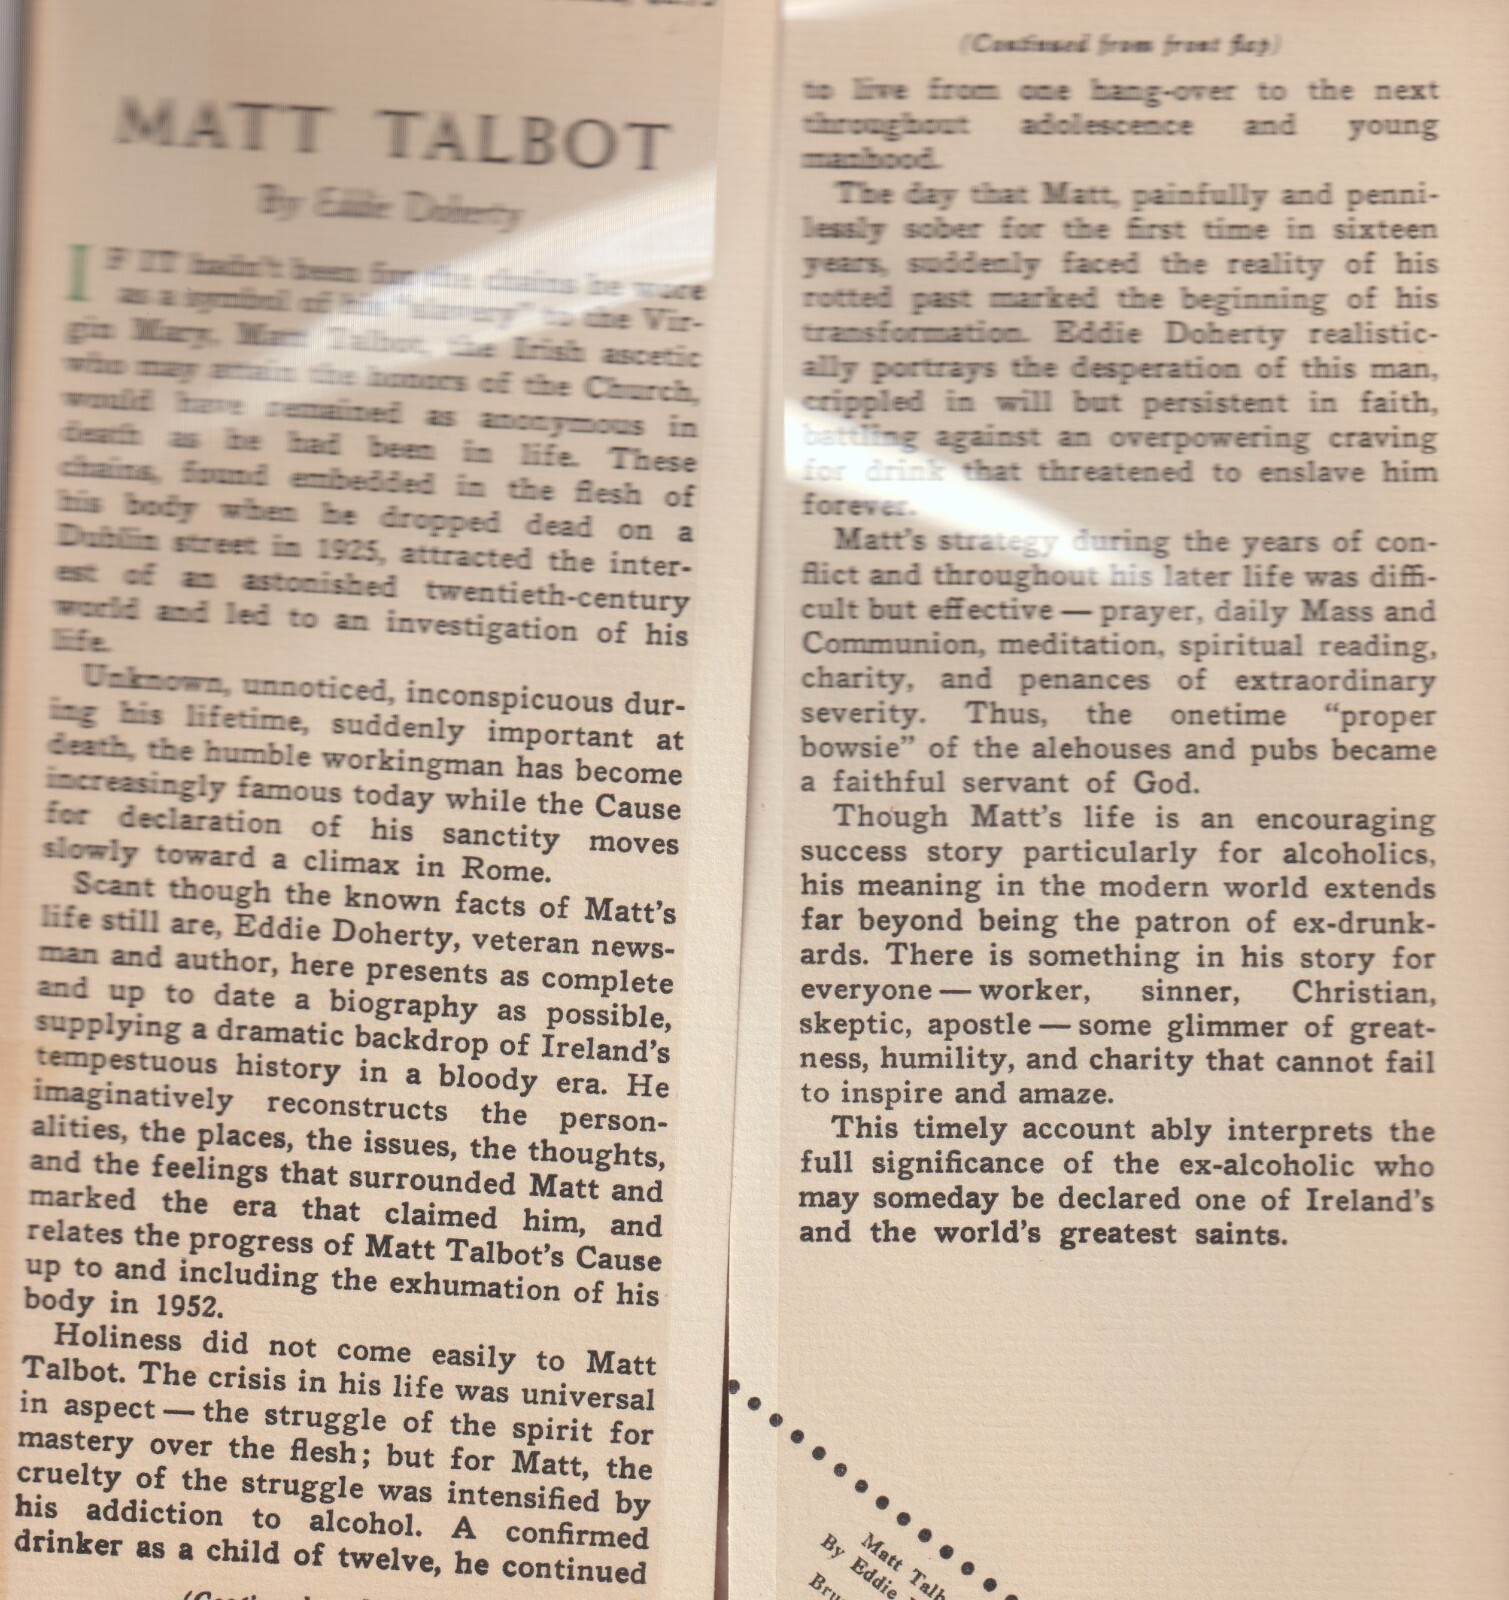 MATT TALBOT
By Eddie Doherty
IF IT hadn't been for the chains he wore
as a symbol of his "slavery" to the Vir-
gin Mary, Matt Talbot, the Irish ascetic
who may attain the honors of the Church,
would have remained as anonymous in
death as he had been in life. These
chains, found embedded in the flesh of
his body when he dropped dead on a
Dublin street in 1925, attracted the inter-
est of an astonished twentieth-century
world and led to an investigation of his
life.
Unknown, unnoticed, inconspicuous dur-
ing his lifetime, suddenly important at
death, the humble workingman has become
increasingly famous today while the Cause
for declaration of his sanctity moves
slowly toward a climax in Rome.
Scant though the known facts of Matt's
life still are, Eddie Doherty, veteran news-
man and author, here presents as complete
and up to date a biography as possible,
supplying a dramatic backdrop of Ireland's
tempestuous history in a bloody era. He
imaginatively reconstructs the person-
alities, the places, the issues, the thoughts,
and the feelings that surrounded Matt and
marked the era that claimed him, and
relates the progress of Matt Talbot's Cause
up to and including the exhumation of his
body in 1952.
Holiness did not come easily to Matt
Talbot. The crisis in his life was universal
in aspect — the struggle of the spirit for
mastery over the flesh; but for Matt, the
cruelty of the struggle was intensified by
his addiction to alcohol. A confirmed
drinker as a child of twelve, he continued
(Continued from front flap)
to live from one hang-over to the next
throughout adolescence and young
manhood.
The day that Matt, painfully and penni-
lessly sober for the first time in sixteen
years, suddenly faced the reality of his
rotted past marked the beginning of his
transformation. Eddie Doherty realistic-
ally portrays the desperation of this man,
crippled in will but persistent in faith,
battling against an overpowering craving
for drink that threatened to enslave him
forever.
Matt's strategy during the years of con-
flict and throughout his later life was diffi-
cult but effective — prayer, daily Mass and
Communion, meditation, spiritual reading,
charity, and penances of extraordinary
severity. Thus, the onetime "proper
bowsie" of the alehouses and pubs became
a faithful servant of God.
Though Matt's life is an encouraging
success story particularly for alcoholics,
his meaning in the modern world extends
far beyond being the patron of ex-drunk-
ards. There is something in his story for
everyone — worker, sinner, Christian,
skeptic, apostle — some glimmer of great-
ness, humility, and charity that cannot fail
to inspire and amaze.
This timely account ably interprets the
full significance of the ex-alcoholic who
may someday be declared one of Ireland's
and the world's greatest saints.
Matt Talb
By Eddie
Bru